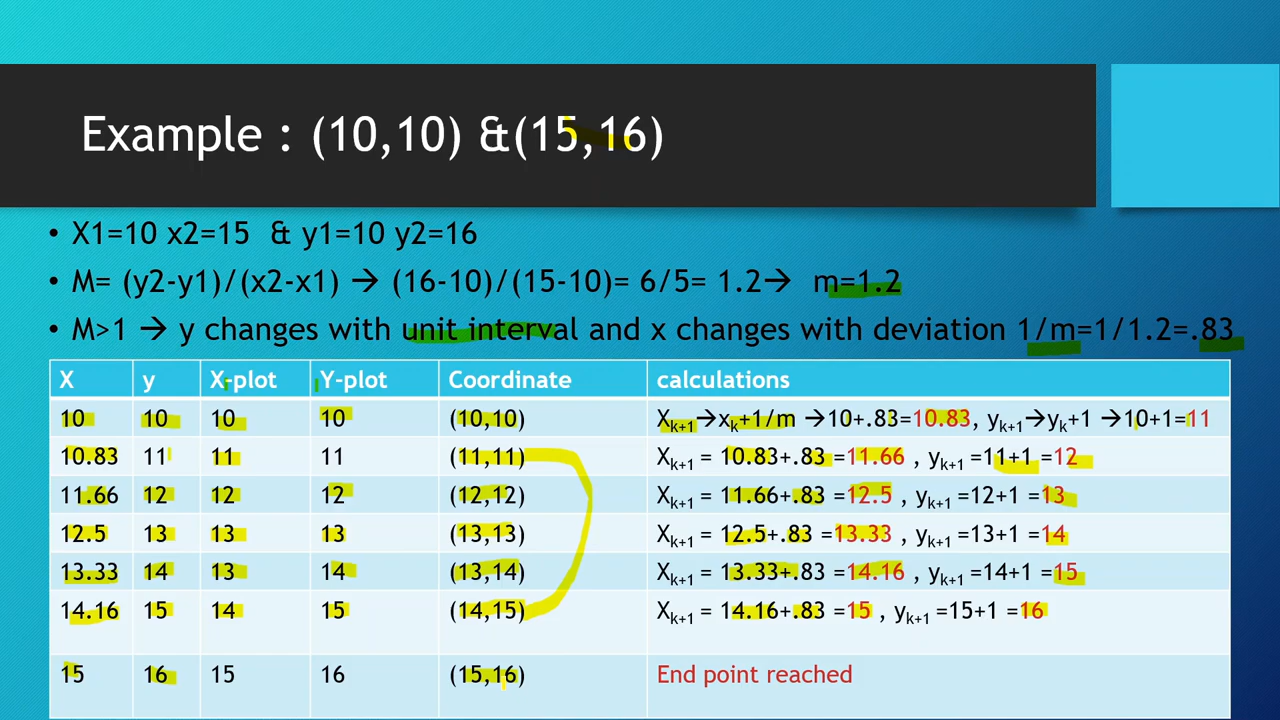 Example : (10,10) &(15,16)
• X1=10 x2=15 & y1=10 y2=16
• M= (y2-y1)/(x2-x1) → (16-10)/(15-10)= 6/5= 1.2→ m=1.2
• M>1 → y changes with unit interval and x changes with deviation 1/m=1/1.2=.83
X y X-plot Y-plot Coordinate calculations
10 10 10 10 (10,10) Xk+1→xk+1/m →10+.83=10.83, yk+1→yk+1 →10+1=11
10.83 11 11 11 (11,11) Xk+1 = 10.83+.83 =11.66 , yk+1 =11+1 =12
11.66 12 12 12 (12,12) Xk+1 = 11.66+.83 =12.5 , yk+1 =12+1 =13
12.5 13 13 13 (13,13) Xk+1 = 12.5+.83 =13.33 , yk+1 =13+1 =14
13.33 14 13 14 (13,14) Xk+1 = 13.33+.83 =14.16 , yk+1 =14+1 =15
14.16 15 14 15 (14,15) Xk+1 = 14.16+.83 =15 , yk+1 =15+1 =16
15 16 15 16 (15,16) End point reached